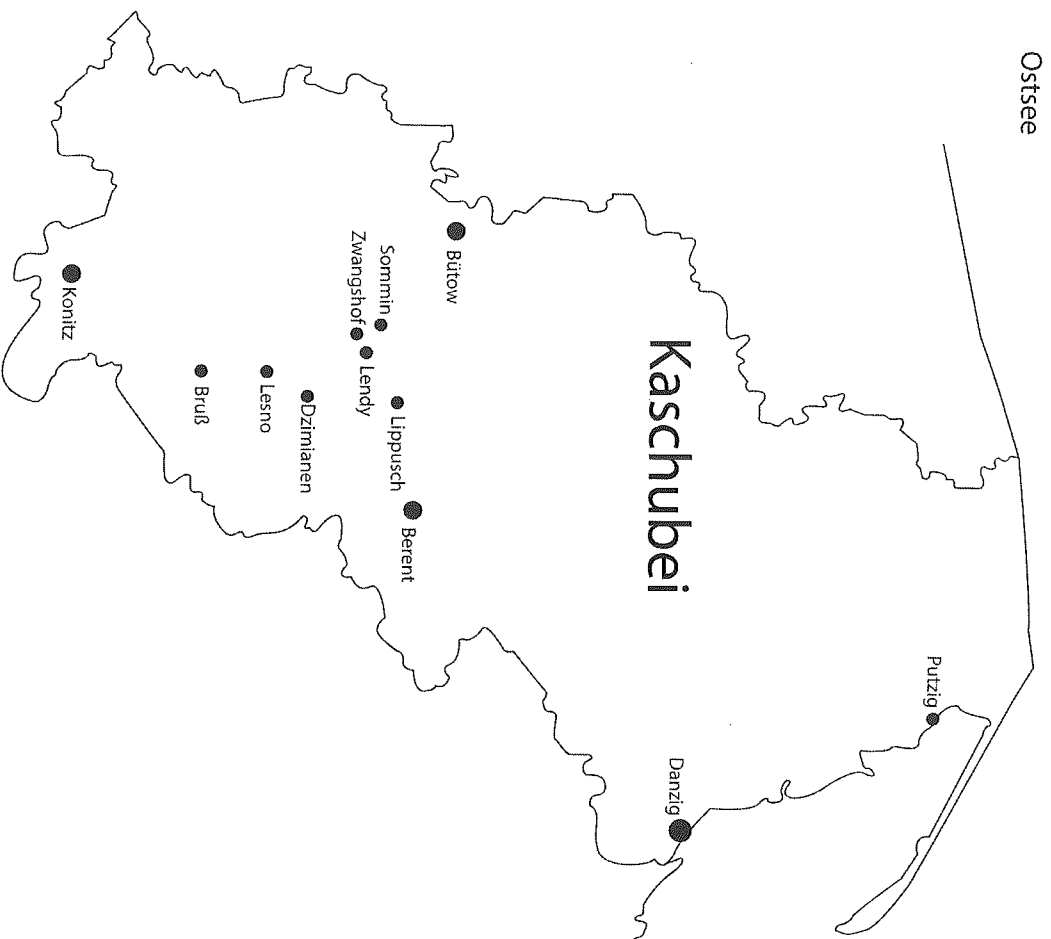 Ostsee
Putzig
Kaschubei
Danzig
Bütow
Berent
Lippusch
Sommin
Lendy
Zwangshof
Dzimianen
Lesno
Bruß
Konitz